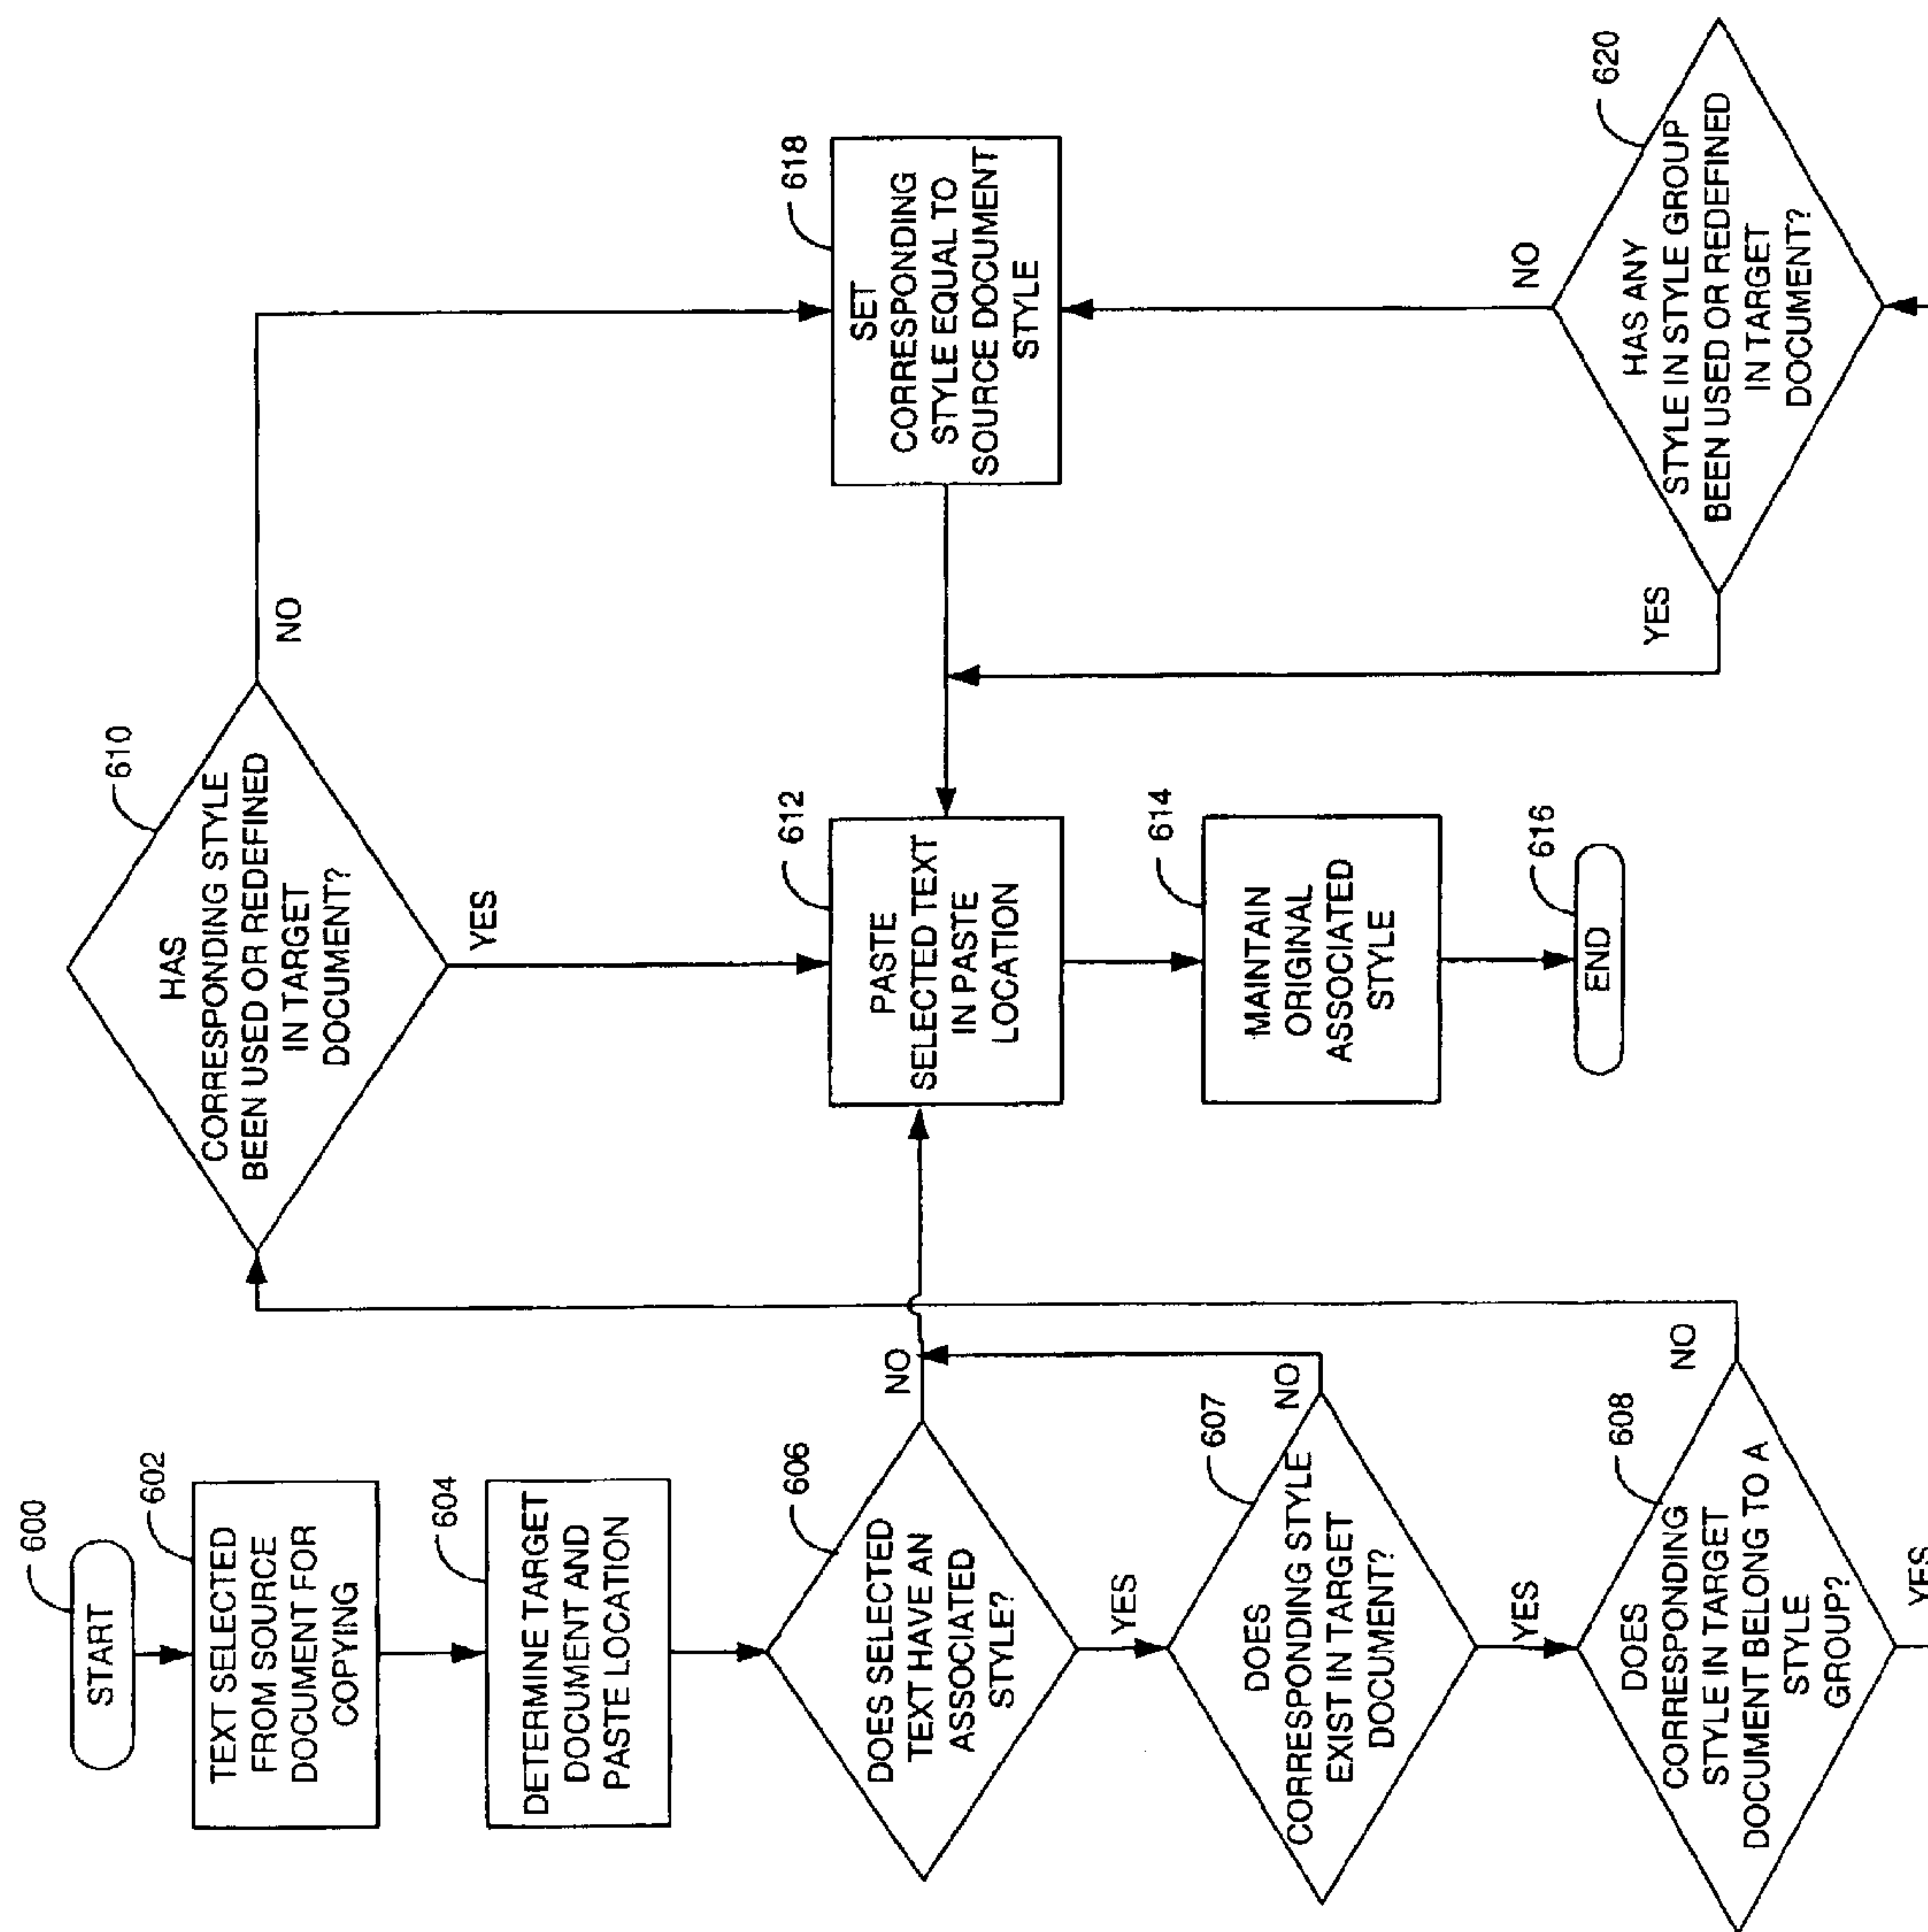 600
START
602
TEXT SELECTED
FROM SOURCE
DOCUMENT FOR
COPYING
604
DETERMINE TARGET
DOCUMENT AND
PASTE LOCATION
606
DOES SELECTED
TEXT HAVE AN
ASSOCIATED
STYLE?
NO
YES
607
DOES
CORRESPONDING STYLE
EXIST IN TARGET
DOCUMENT?
NO
YES
608
DOES
CORRESPONDING
STYLE IN TARGET
DOCUMENT BELONG TO A
STYLE
GROUP?
NO
YES
610
HAS
CORRESPONDING STYLE
BEEN USED OR REDEFINED
IN TARGET
DOCUMENT?
NO
YES
612
PASTE
SELECTED TEXT
IN PASTE
LOCATION
614
MAINTAIN
ORIGINAL
ASSOCIATED
STYLE
616
END
618
SET
CORRESPONDING
STYLE EQUAL TO
SOURCE DOCUMENT
STYLE
620
HAS ANY
STYLE IN STYLE GROUP
BEEN USED OR REDEFINED
IN TARGET
DOCUMENT?
NO
YES